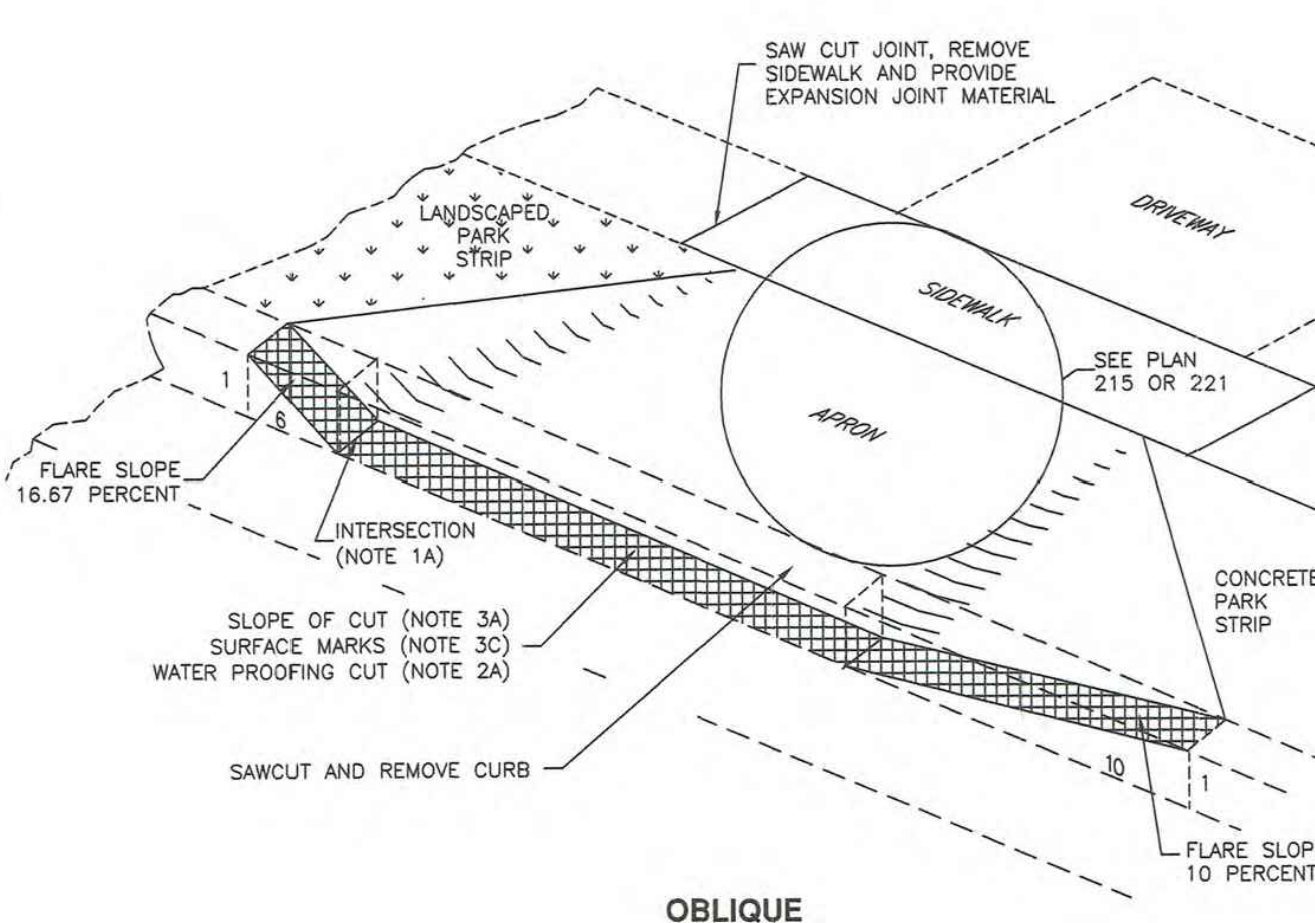 SAW CUT JOINT, REMOVE
SIDEWALK AND PROVIDE
EXPANSION JOINT MATERIAL
LANDSCAPED
PARK
STRIP
DRIVEWAY
SIDEWALK
SEE PLAN
215 OR 221
APRON
1
6
FLARE SLOPE
16.67 PERCENT
INTERSECTION
(NOTE 1A)
CONCRETE
PARK
STRIP
SLOPE OF CUT (NOTE 3A)
SURFACE MARKS (NOTE 3C)
WATER PROOFING CUT (NOTE 2A)
SAWCUT AND REMOVE CURB
10
1
FLARE SLOP
10 PERCENT
OBLIQUE